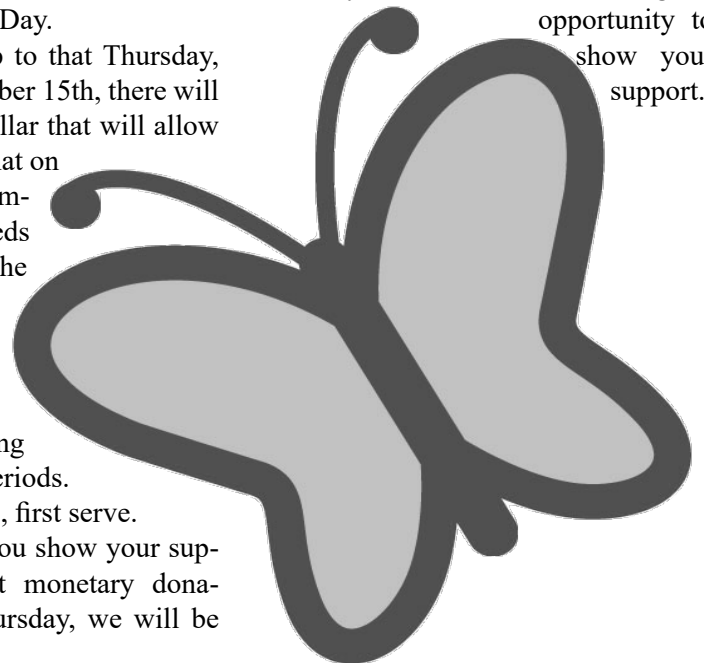 Day.
to that Thursday,
ber 15th, there will
llar that will allow
at on
m-
eds
he
ng
eriods.
, first serve.
ou show your sup-
t monetary dona-
ursday, we will be
opportunity to
show you
support.